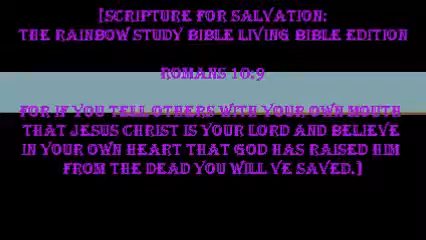 [SCRIPTURE FOR SALVATION:
THE RAINBOW STUDY BIBLE LIVING BIBLE EDITION
ROMANS 10:9
FOR IF YOU TELL OTHERS WITH YOUR OWN MOUTH
THAT JESUS CHRIST IS YOUR LORD AND BELIEVE
IN YOUR OWN HEART THAT GOD HAS RAISED HIM
FROM THE DEAD YOU WILL VE SAVED.]